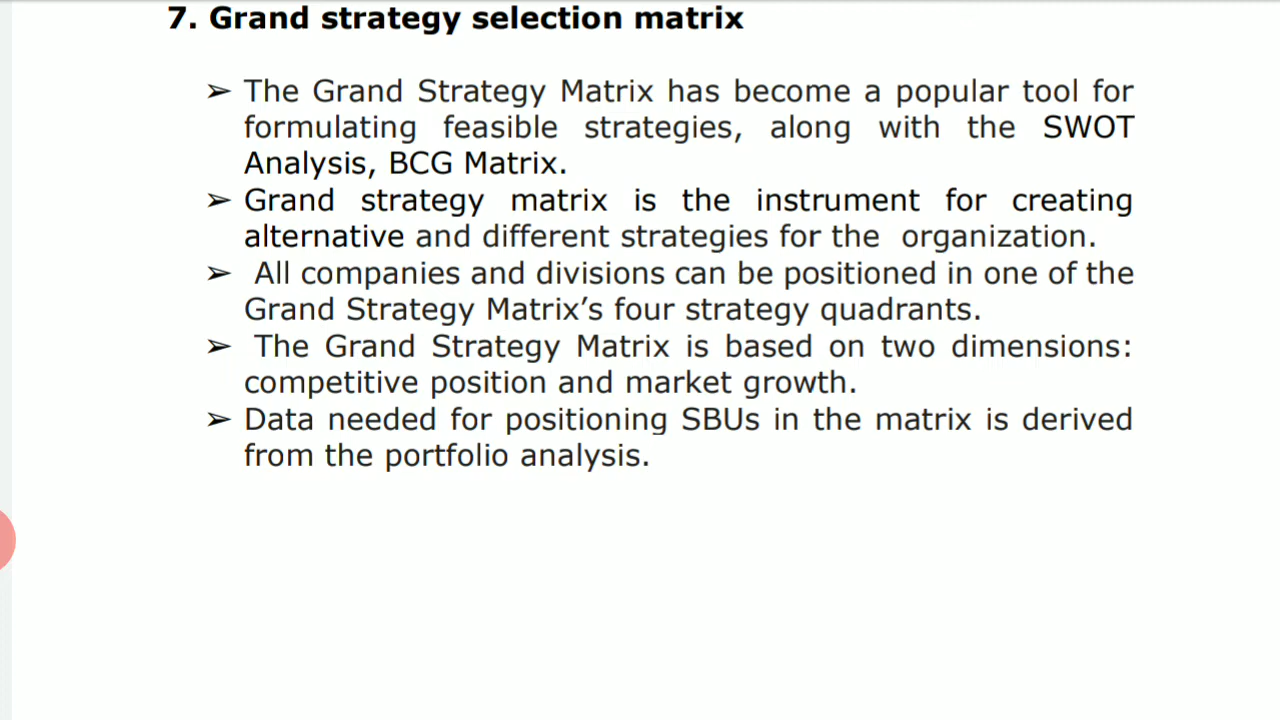 7. Grand strategy selection matrix
➢ The Grand Strategy Matrix has become a popular tool for
formulating feasible strategies, along with the SWOT
Analysis, BCG Matrix.
➢ Grand strategy matrix is the instrument for creating
alternative and different strategies for the organization.
➢ All companies and divisions can be positioned in one of the
Grand Strategy Matrix’s four strategy quadrants.
➢ The Grand Strategy Matrix is based on two dimensions:
competitive position and market growth.
➢ Data needed for positioning SBUs in the matrix is derived
from the portfolio analysis.